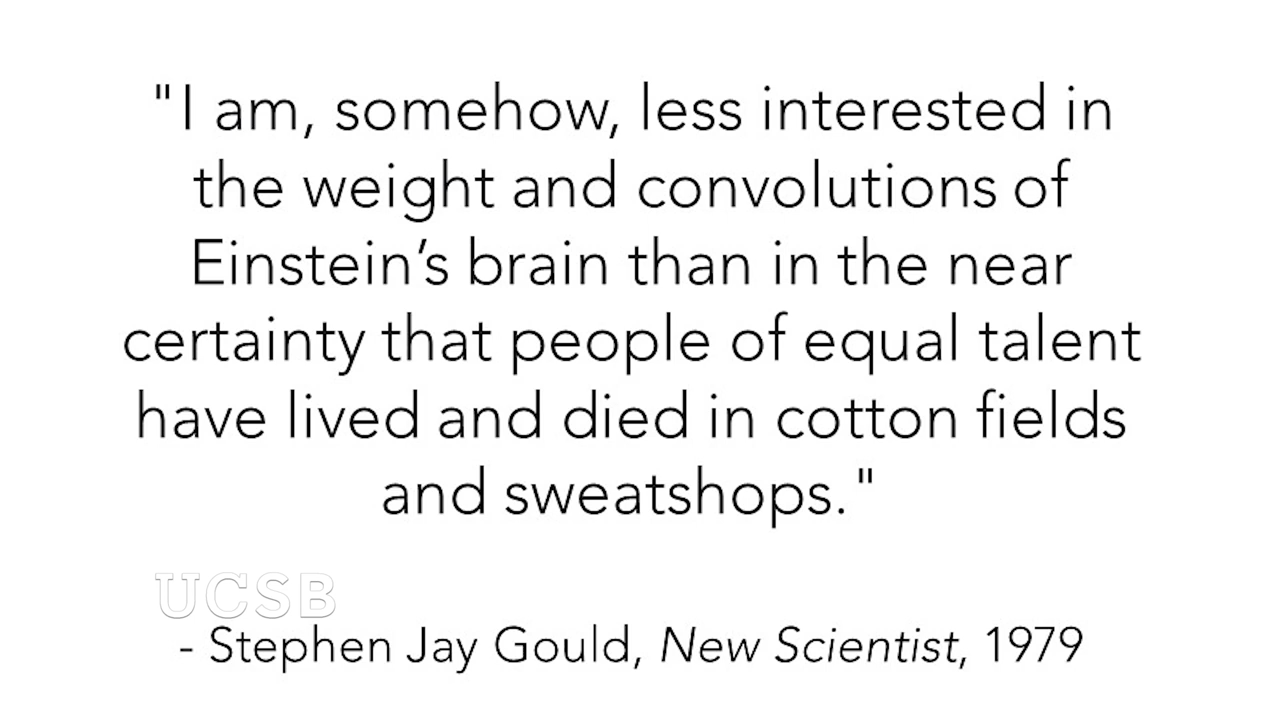 "I am, somehow, less interested in
the weight and convolutions of
Einstein’s brain than in the near
certainty that people of equal talent
have lived and died in cotton fields
and sweatshops."
UCSB
- Stephen Jay Gould, New Scientist, 1979